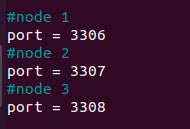 #node 1
port = 3306
#node 2
port = 3307
#node 3
port = 3308